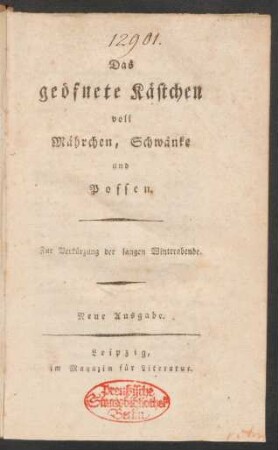 12901.
Das
geöfnete Kästchen
voll
Mährchen, Schwänke
und
Possen.
Zur Verkürzung der langen Winterabende.
Neue Ausgabe.
Leipzig,
im Magazin für Literatur.
Preußische
Staatsbibliothek
Berlin